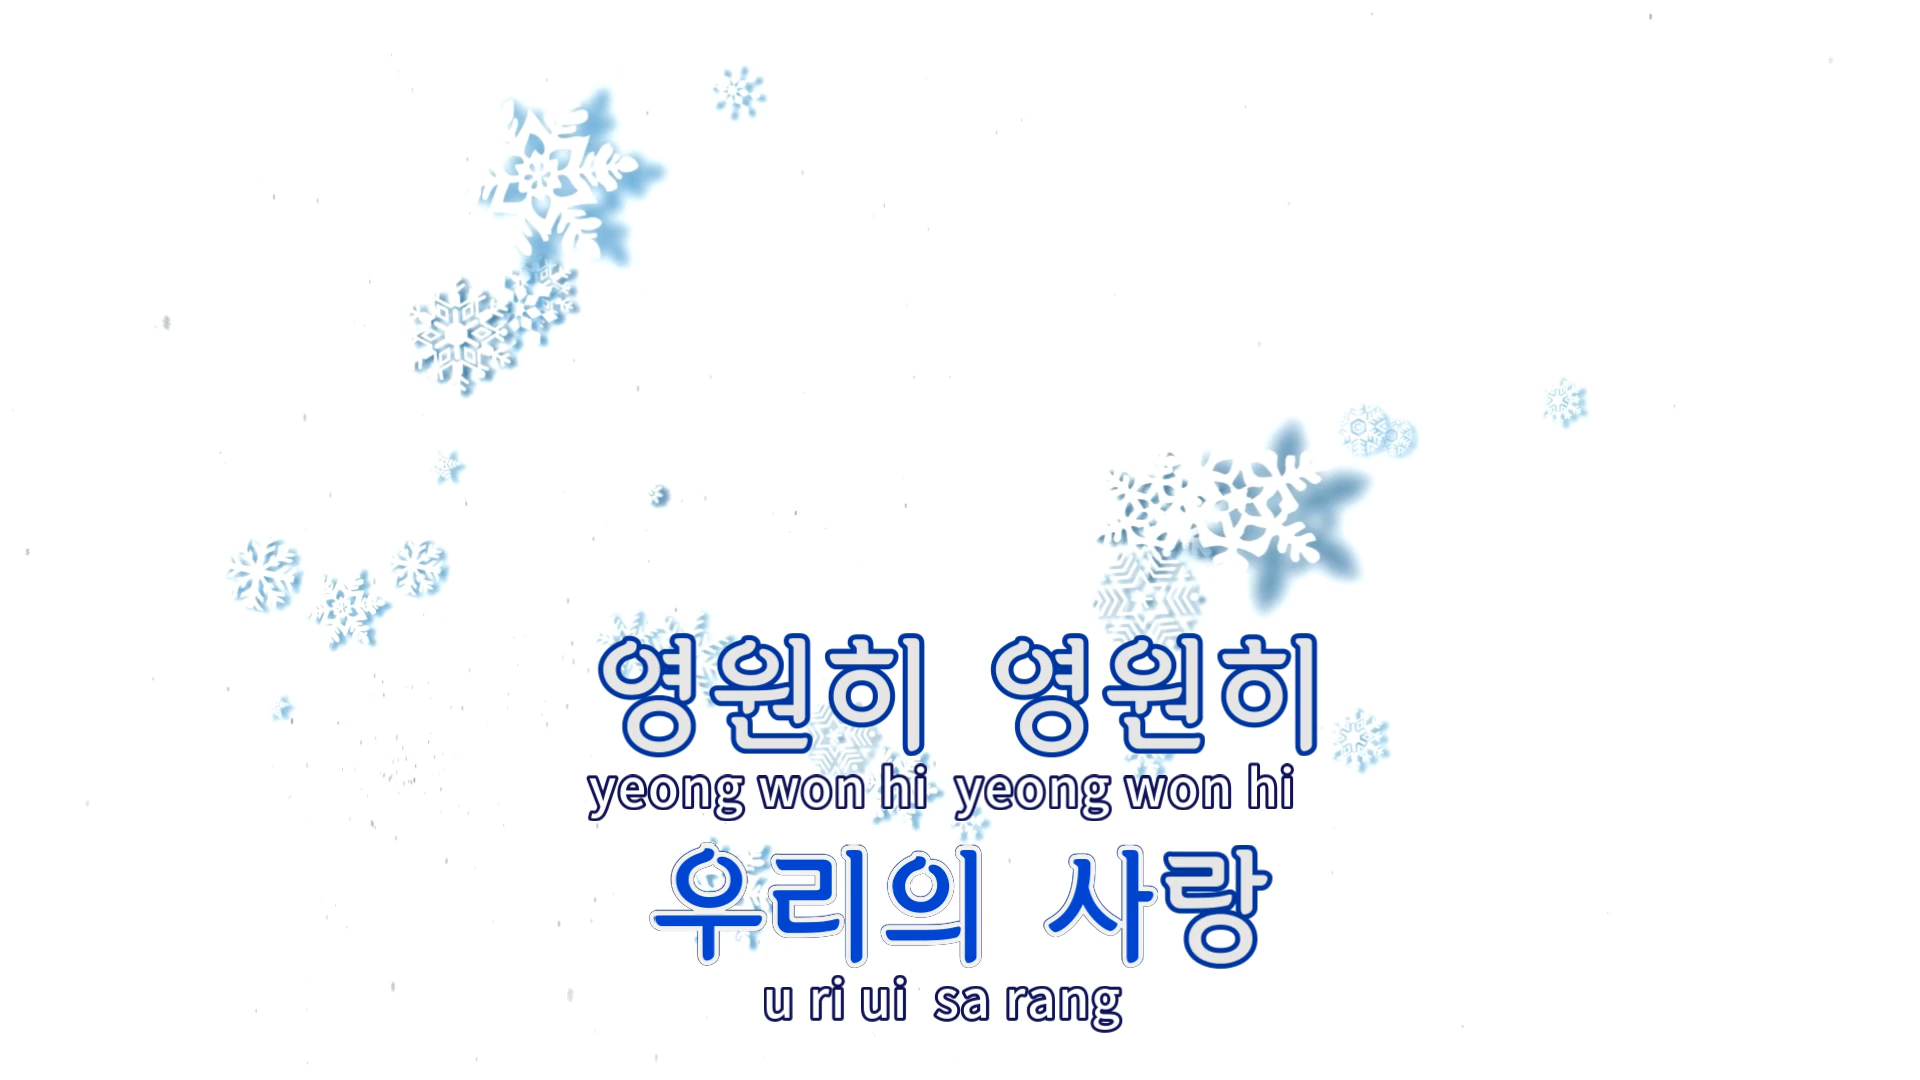 영원히 영원히
yeong won hi yeong won hi
우리의 사랑
u ri ui sa rang